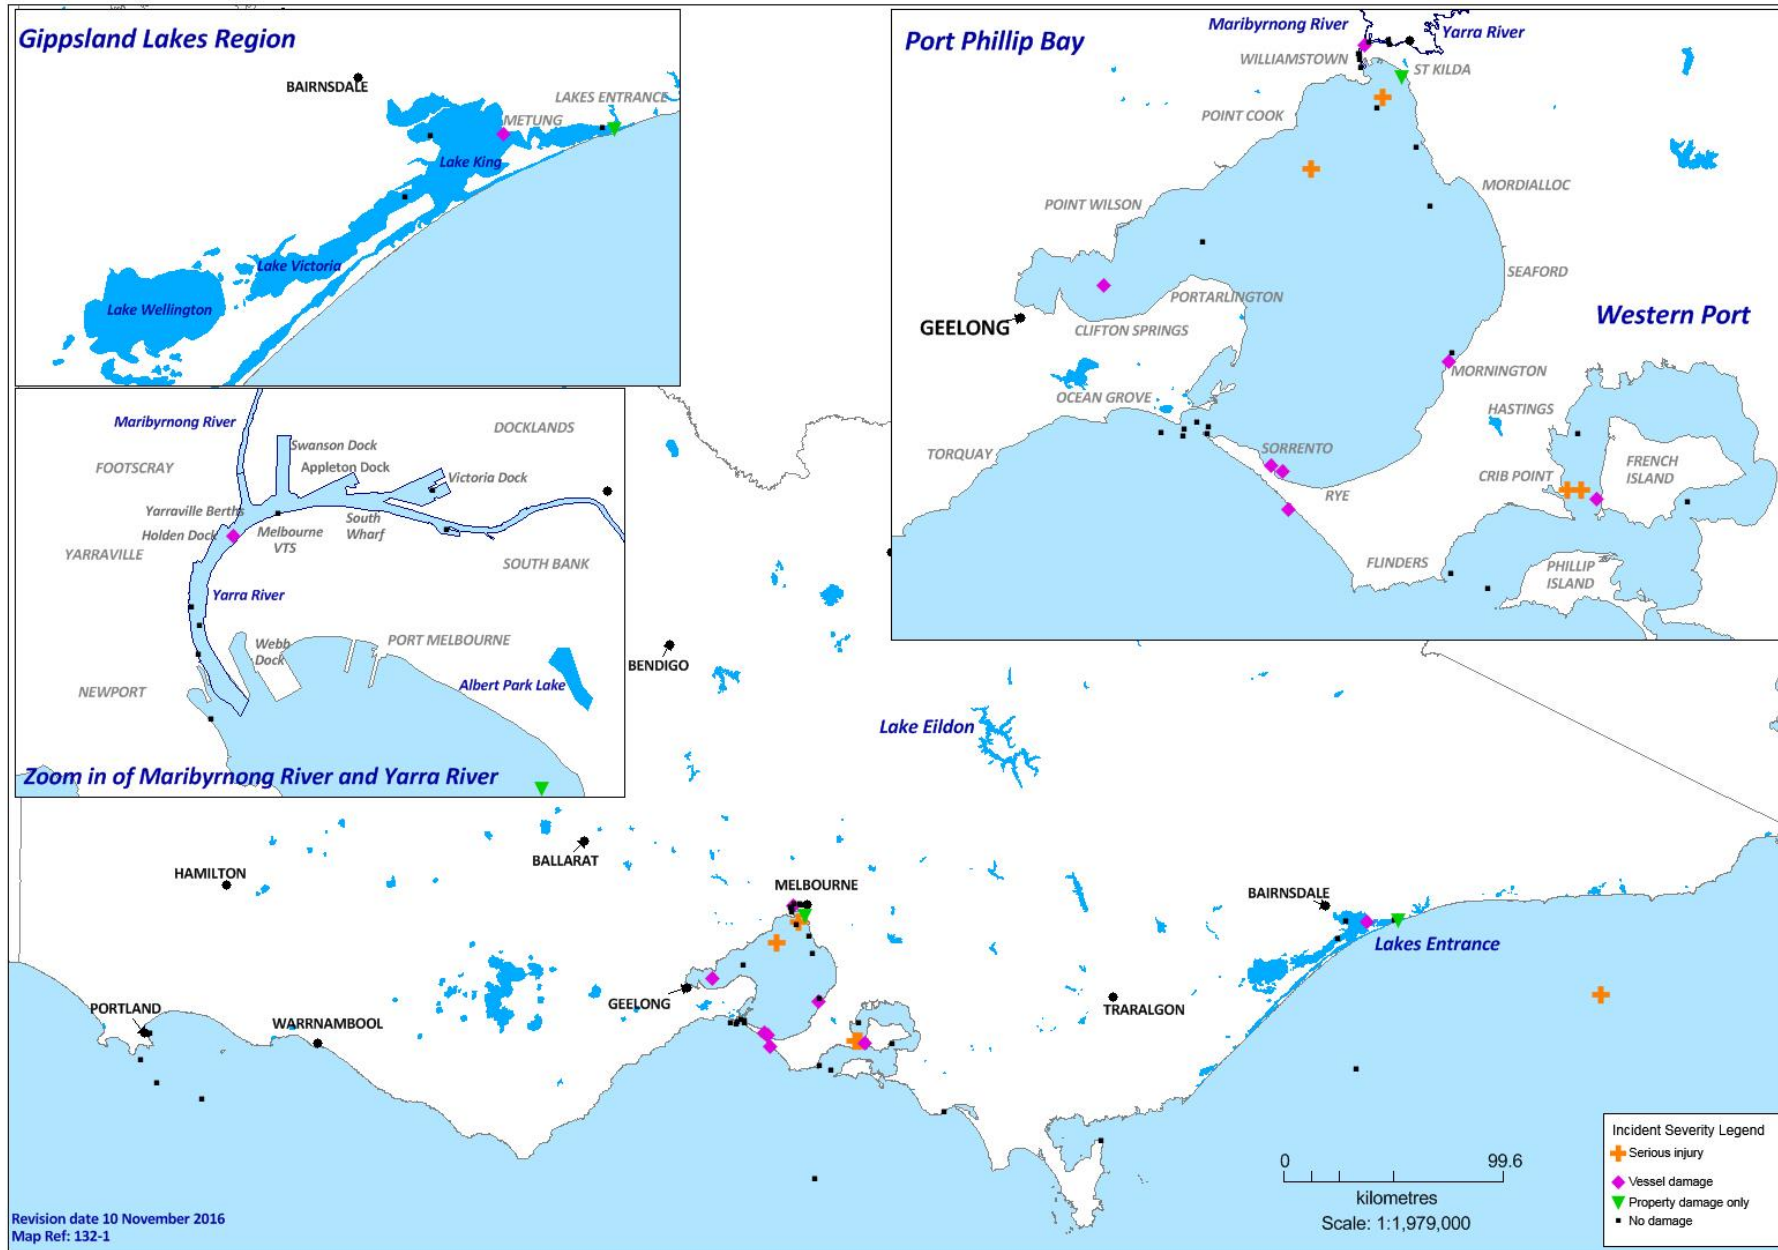 Gippsland Lakes Region
BAIRNSDALE
LAKES ENTRANCE
METUNG
Lake King
Lake Victoria
Lake Wellington
Port Phillip Bay
Maribyrnong River
Yarra River
WILLIAMSTOWN
ST KILDA
POINT COOK
MORDIALLOC
POINT WILSON
SEAFORD
PORTARLINGTON
GEELONG
CLIFTON SPRINGS
Western Port
MORNINGTON
OCEAN GROVE
HASTINGS
TORQUAY
SORRENTO
CRIB POINT
FRENCH
ISLAND
RYE
FLINDERS
PHILLIP
ISLAND
Maribyrnong River
DOCKLANDS
Swanson Dock
FOOTSCRAY
Appleton Dock
Victoria Dock
Yarraville Berths
South
Wharf
Holden Dock
Melbourne
VTS
YARRAVILLE
SOUTH BANK
Yarra River
Webb
Dock
PORT MELBOURNE
NEWPORT
Albert Park Lake
Zoom in of Maribyrnong River and Yarra River
BENDIGO
Lake Eildon
BALLARAT
HAMILTON
MELBOURNE
BAIRNSDALE
Lakes Entrance
GEELONG
TRARALGON
PORTLAND
WARRNAMBOOL
0 99.6
kilometres
Scale: 1:1,979,000
Incident Severity Legend
Serious injury
Vessel damage
Property damage only
No damage
Revision date 10 November 2016
Map Ref: 132-1